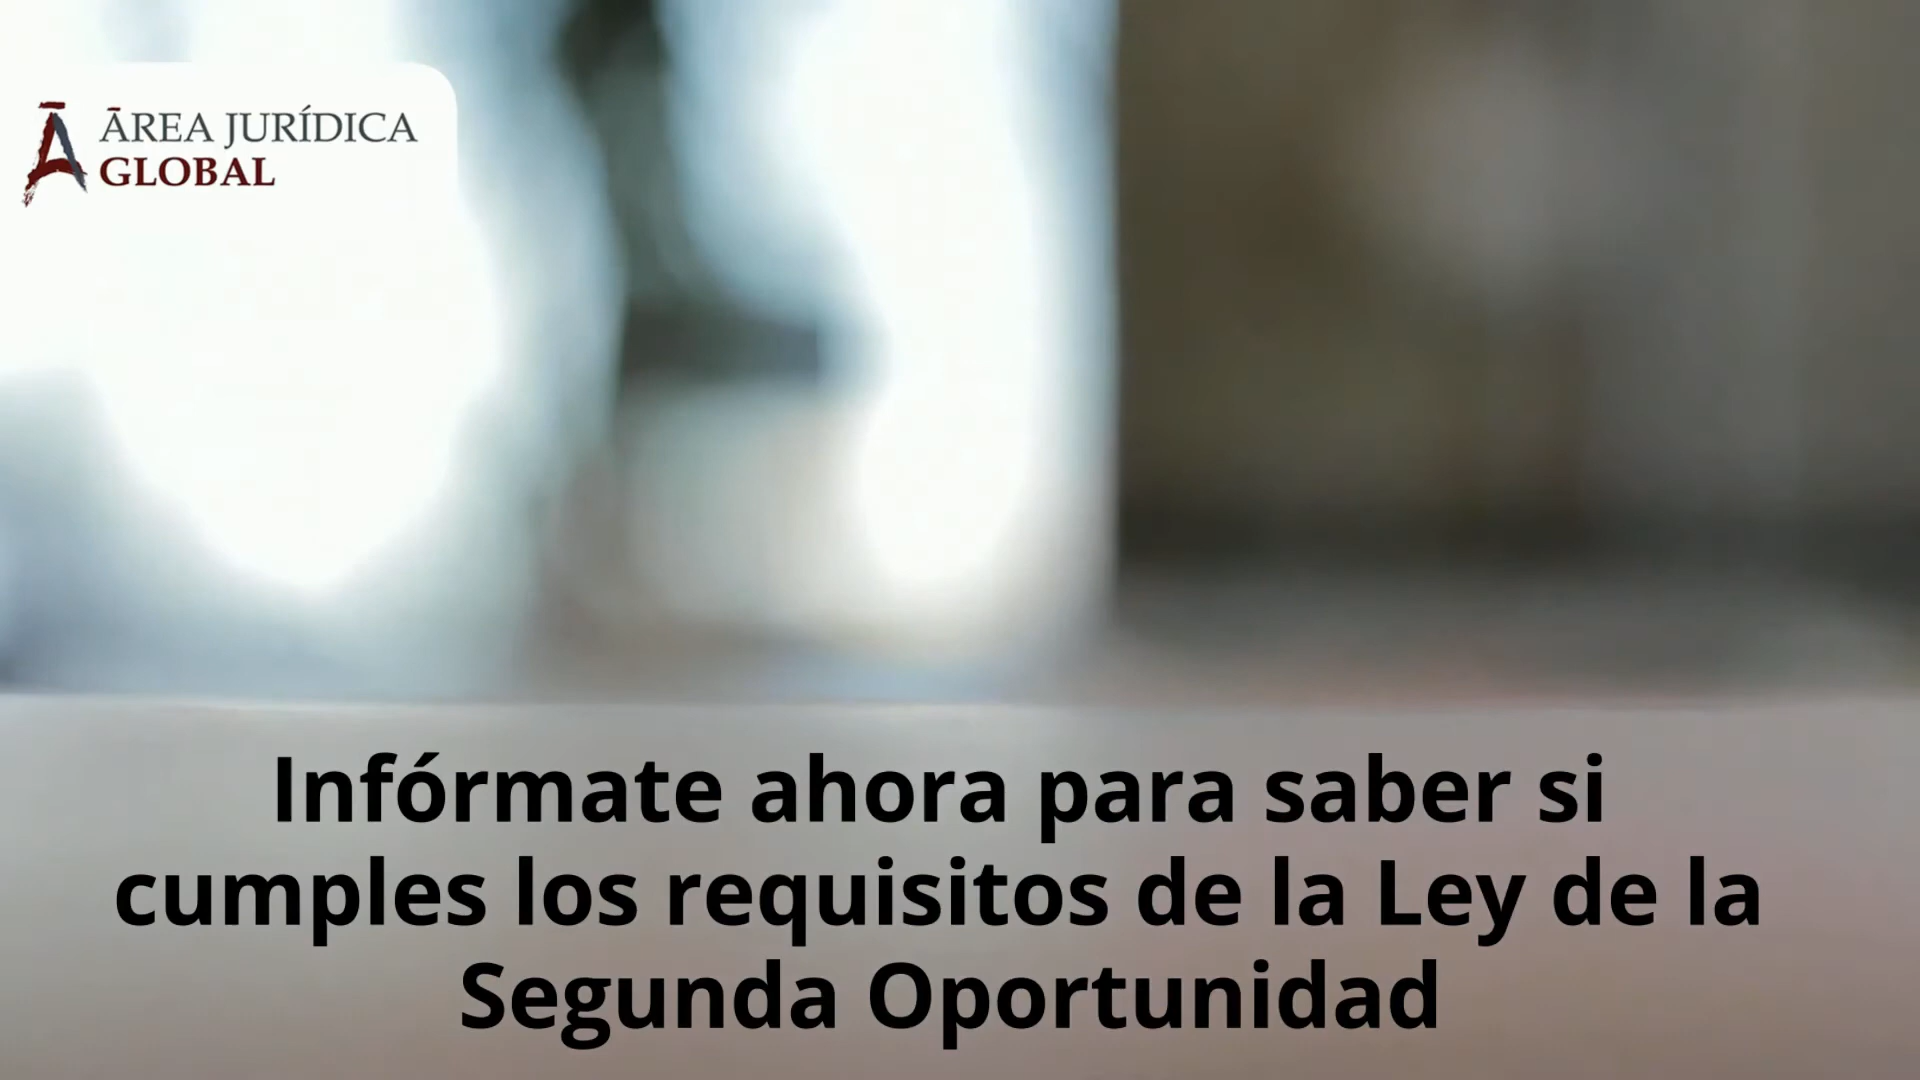 ĀREA JURÍDICA
GLOBAL
Infórmate ahora para saber si
cumples los requisitos de la Ley de la
Segunda Oportunidad